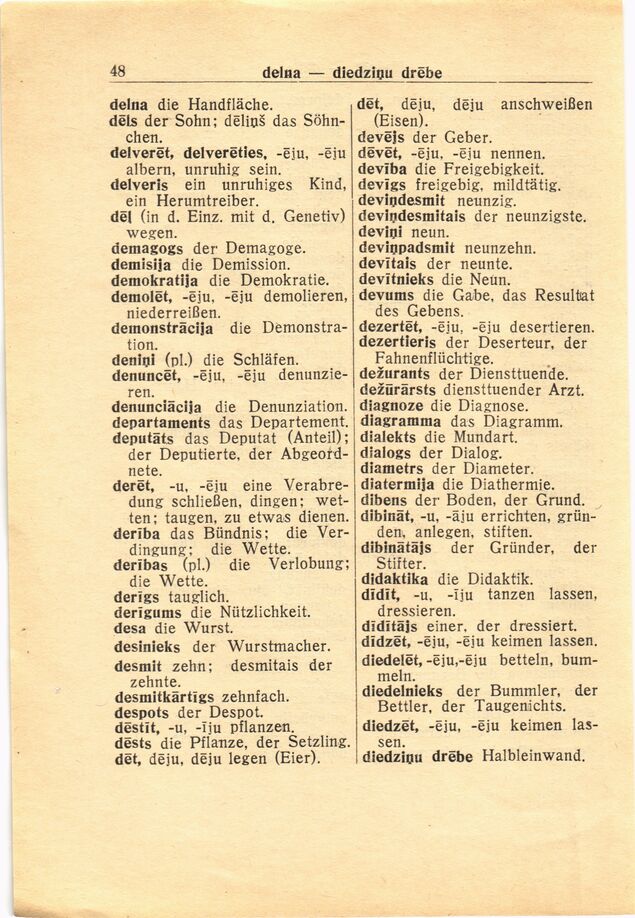 48
delna — diedziņu drēbe
delna die Handfläche.
dēls der Sohn; dēliņš das Söhn-
chen.
delverēt, delverēties, -ēju, -ēju
albern, unruhig sein.
delveris ein unruhiges Kind,
ein Herumtreiber.
dēļ (in d. Einz. mit d. Genetiv)
wegen.
demagogs der Demagoge.
demisija die Demission.
demokratija die Demokratie.
demolēt, -ēju, -ēju demolieren,
niederreißen.
demonstrācija die Demonstra-
tion.
deniņi (pl.) die Schläfen.
denuncēt, -ēju, -ēju denunzie-
ren.
denunciācija die Denunziation.
departaments das Departement.
deputāts das Deputat (Anteil);
der Deputierte, der Abgeord-
nete.
derēt, -u, -ēju eine Verabre-
dung schließen, dingen; wet-
ten; taugen, zu etwas dienen.
derība das Bündnis; die Ver-
dingung; die Wette.
derības (pl.) die Verlobung;
die Wette.
derīgs tauglich.
derīgums die Nützlichkeit.
desa die Wurst.
desinieks der Wurstmacher.
desmit zehn; desmitais der
zehnte.
desmitkārtīgs zehnfach.
despots der Despot.
dēstīt, -u, -īju pflanzen.
dēsts die Pflanze, der Setzling.
dēt, dēju, dēju legen (Eier).
dēt, dēju, dēju anschweißen
(Eisen).
devējs der Geber.
dēvēt, -ēju, -ēju nennen.
devība die Freigebigkeit.
devīgs freigebig, mildtätig.
deviņdesmit neunzig.
deviņdesmitais der neunzigste.
deviņi neun.
deviņpadsmit neunzehn.
devītais der neunte.
devītnieks die Neun.
devums die Gabe, das Resultat
des Gebens.
dezertēt, -ēju, -ēju desertieren.
dezertieris der Deserteur, der
Fahnenflüchtige.
dežurants der Diensttuende.
dežūrārsts diensttuender Arzt.
diagnoze die Diagnose.
diagramma das Diagramm.
dialekts die Mundart.
dialogs der Dialog.
diametrs der Diameter.
diatermija die Diathermie.
dibens der Boden, der Grund.
dibināt, -u, -āju errichten, grün-
den, anlegen, stiften.
dibinātājs der Gründer, der
Stifter.
didaktika die Didaktik.
dīdīt, -u, -īju tanzen lassen,
dressieren.
dīdītājs einer, der dressiert.
dīdzēt, -ēju, -ēju keimen lassen.
diedelēt, -ēju,-ēju betteln, bum-
meln.
diedelnieks der Bummler, der
Bettler, der Taugenichts.
diedzēt, -ēju, -ēju keimen las-
sen.
diedziņu drēbe Halbleinwand.